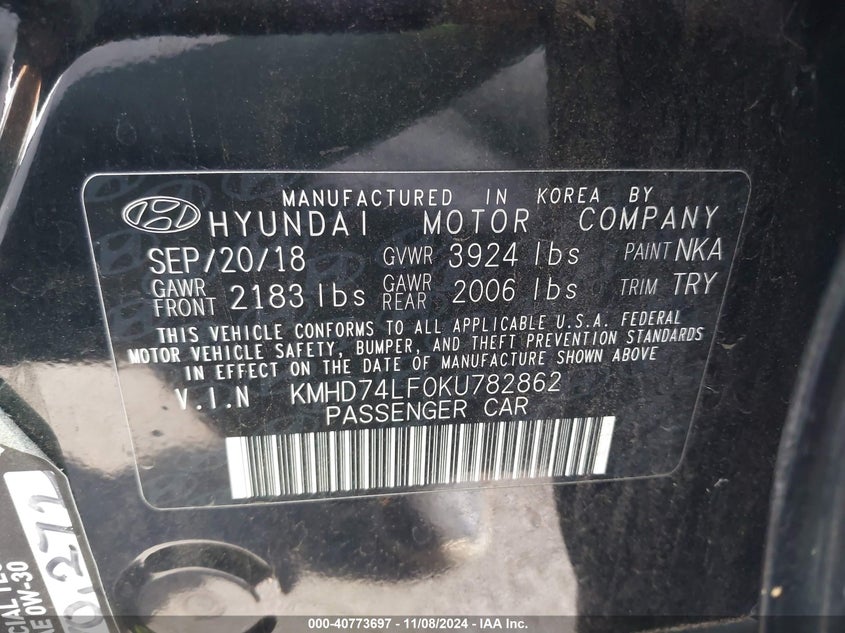 MANUFACTURED IN KOREA BY
HYUNDAI MOTOR COMPANY
SEP/20/18 GVWR 3924 lbs PAINT NKA
GAWR FRONT 2183 lbs GAWR REAR 2006 lbs TRIM TRY
THIS VEHICLE CONFORMS TO ALL APPLICABLE U.S.A. FEDERAL
MOTOR VEHICLE SAFETY, BUMPER, AND THEFT PREVENTION STANDARDS
IN EFFECT ON THE DATE OF MANUFACTURE SHOWN ABOVE
V.I.N KMHD74LF0KU782862
PASSENGER CAR
0W-30
000-40773697 | 11/08/2024 - IAA Inc.